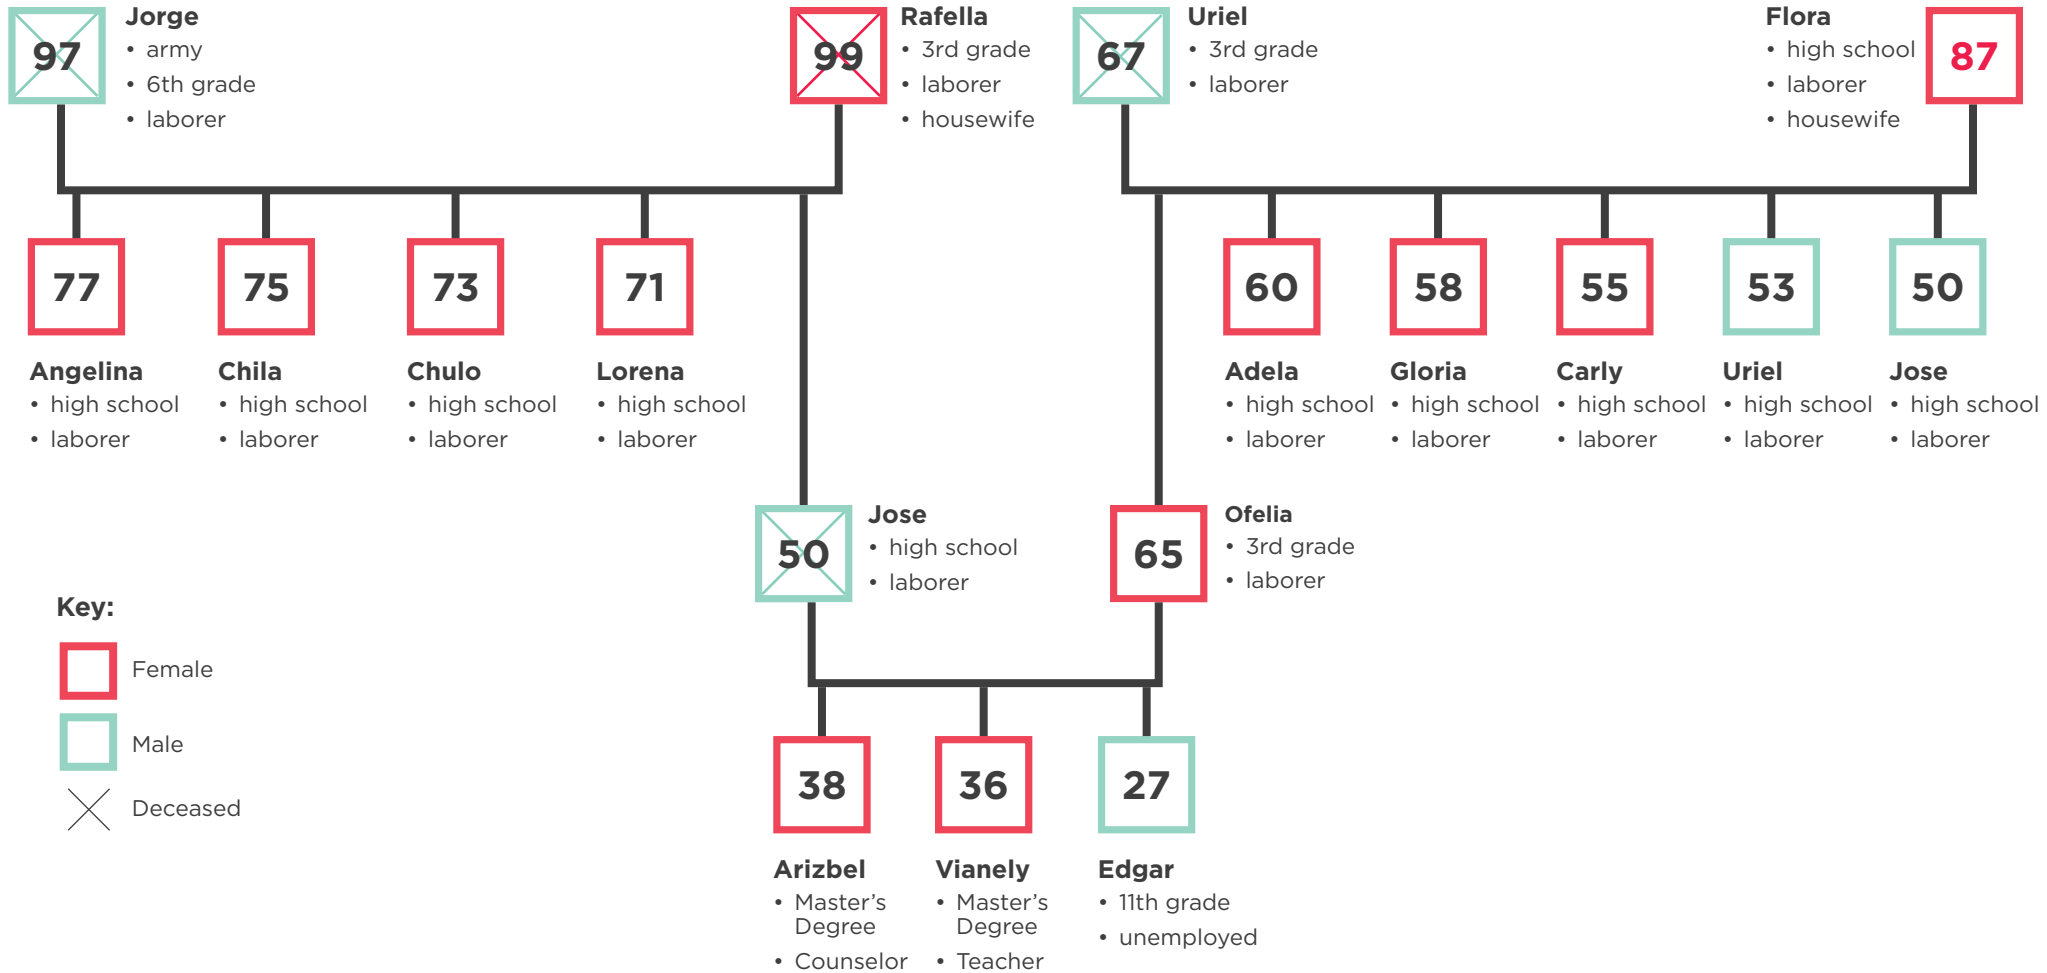 97
Jorge
• army
• 6th grade
• laborer
99
Rafella
• 3rd grade
• laborer
• housewife
67
Uriel
• 3rd grade
• laborer
Flora
• high school
• laborer
• housewife
87
77
Angelina
• high school
• laborer
75
Chila
• high school
• laborer
73
Chulo
• high school
• laborer
71
Lorena
• high school
• laborer
60
Adela
• high school
• laborer
58
Gloria
• high school
• laborer
55
Carly
• high school
• laborer
53
Uriel
• high school
• laborer
50
Jose
• high school
• laborer
50
Jose
• high school
• laborer
65
Ofelia
• 3rd grade
• laborer
Key:
Female
Male
Deceased
38
Arizbel
• Master’s
Degree
• Counselor
36
Vianely
• Master’s
Degree
• Teacher
27
Edgar
• 11th grade
• unemployed